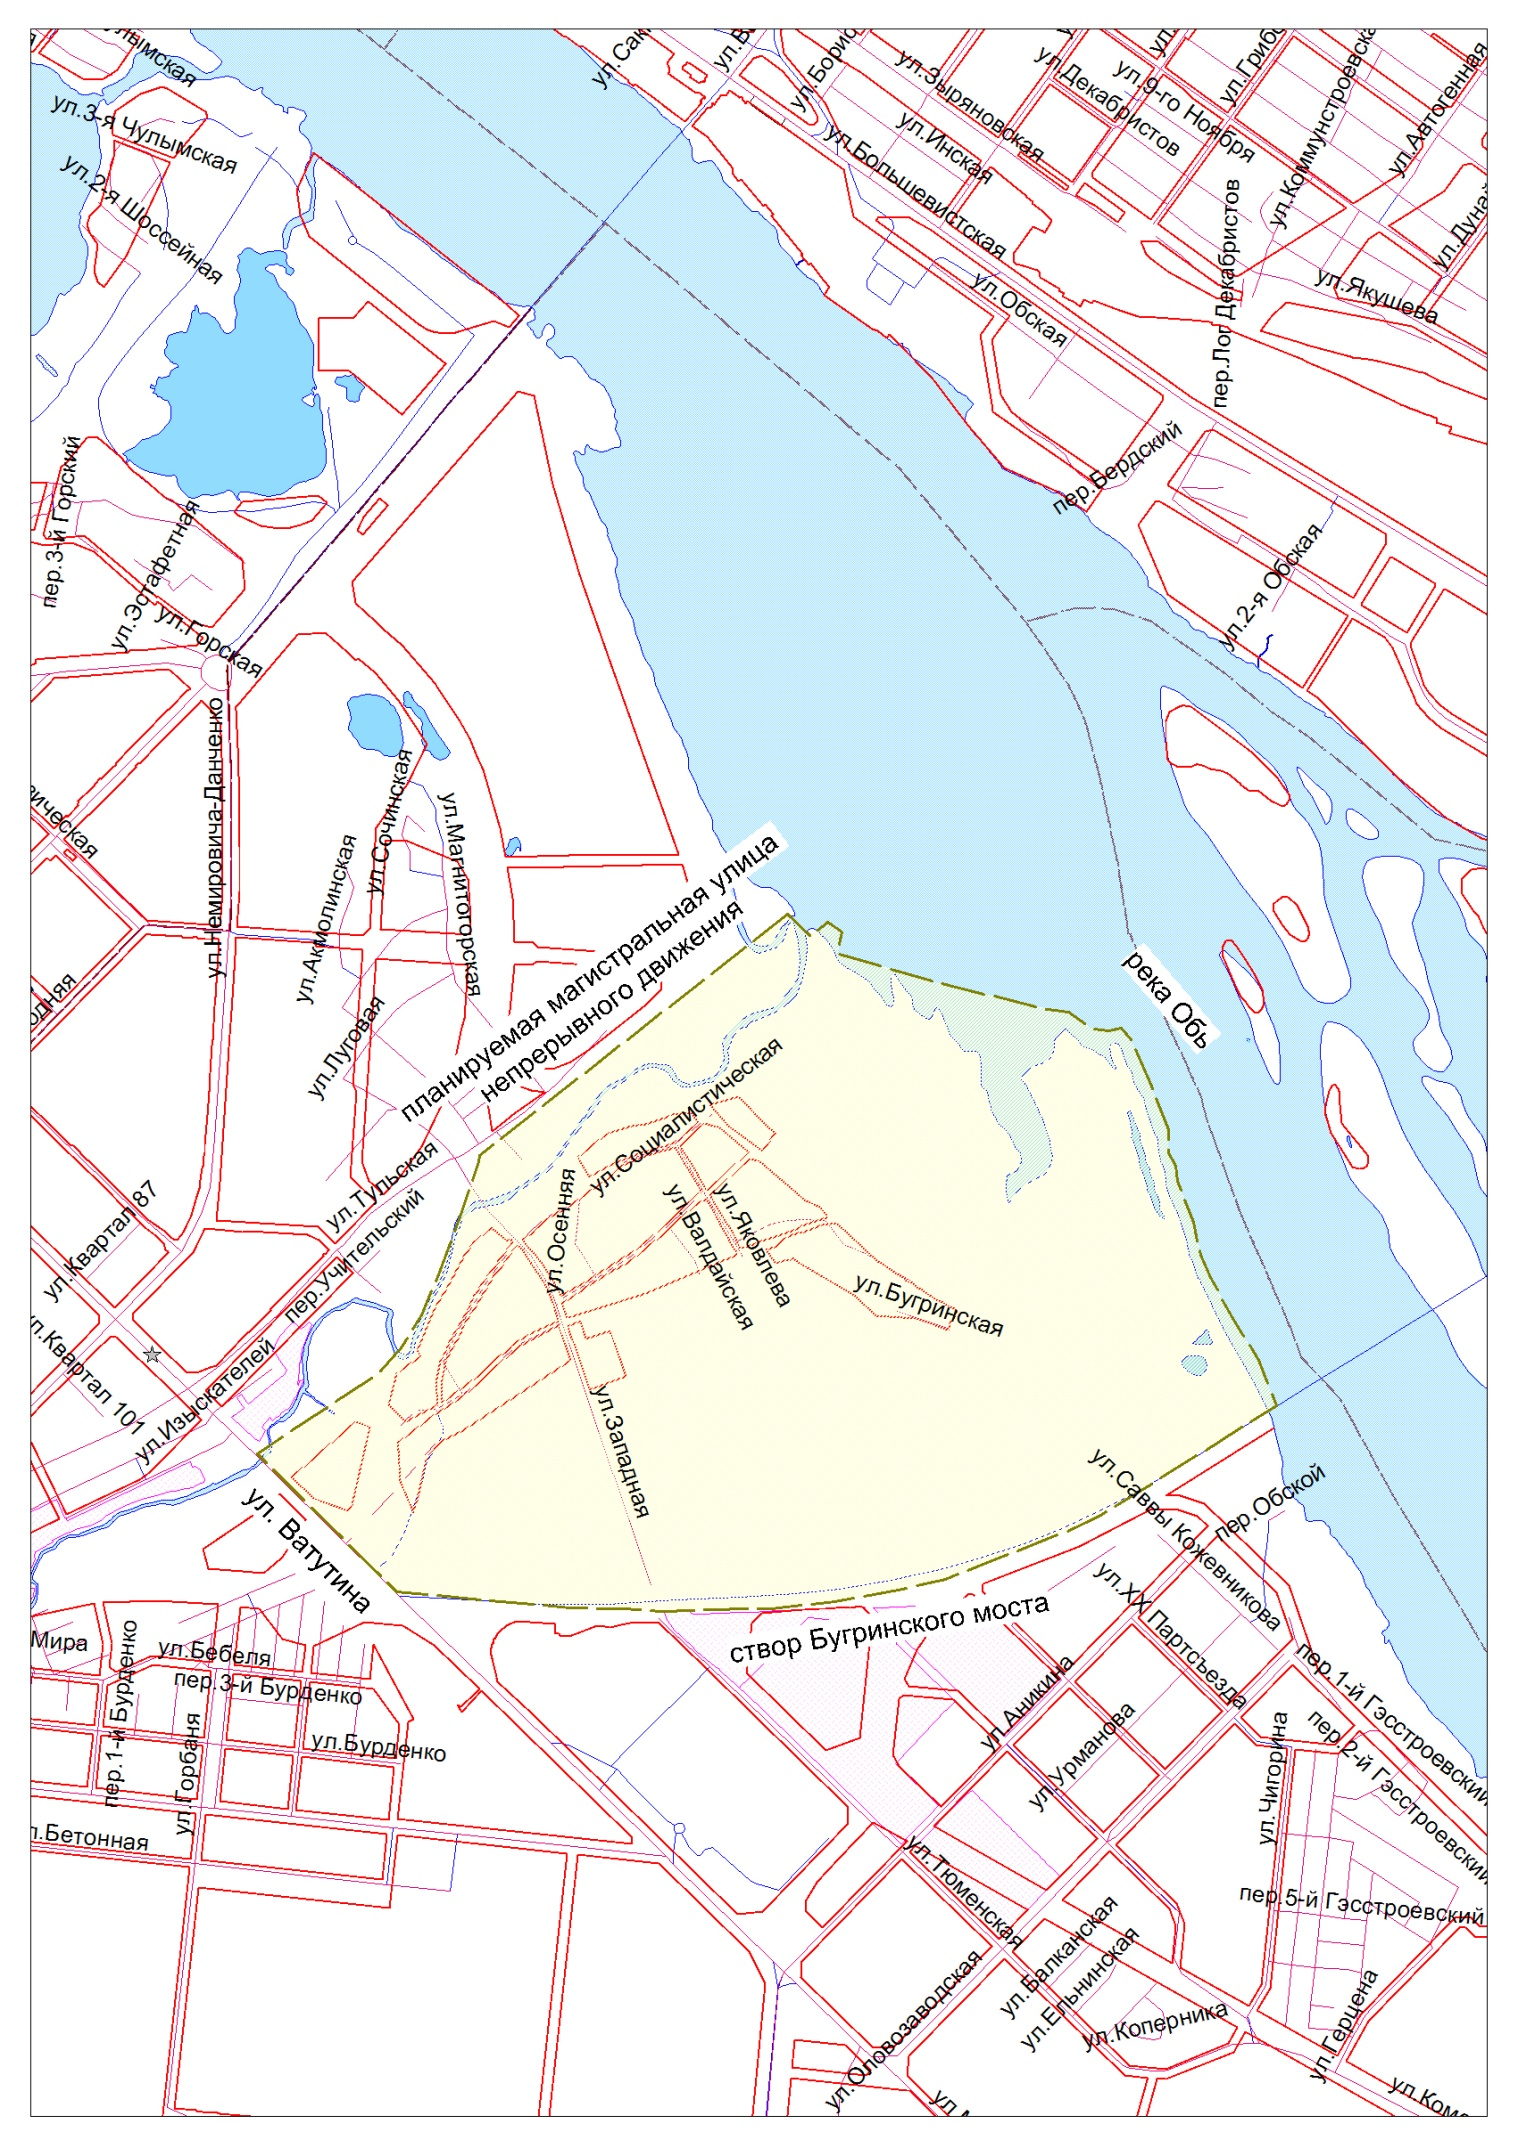 ул.3-я Чулымская
ул.2-я Шоссейная
ул.Зыряновская
ул.Декабристов
ул.9-го Ноября
ул.Автогенная
ул.Инская
ул.Большевистская
ул.Обская
пер.Лог Декабристов
ул.Якушева
пер.Бердский
ул.2-я Обская
пер.3-й Горский
ул.Эстафетная
ул.Горская
ул.Немировича-Данченко
ул.Сочинская
ул.Магнитогорская
ул.Акмолинская
ул.Луговая
планируемая магистральная улица
непрерывного движения
река Обь
ул.Социалистическая
ул.Осенняя
ул.Яковлева
ул.Валдайская
ул.Бугринская
ул.Западная
ул.Тульская
пер.Учительский
ул.Квартал 87
ул.Квартал 101
ул.Изыскателей
ул. Ватутина
створ Бугринского моста
ул.Саввы Кожевникова
пер.Обской
ул.XX Партсъезда
Мира
ул.Бебеля
пер.3-й Бурденко
пер.1-й Бурденко
ул.Горбаня
ул.Бурденко
ул.Аникина
ул.Урманова
пер.1-й Гэсстроевский
пер.2-й Гэсстроевский
ул.Чигорина
пер.5-й Гэсстроевский
ул.Тюменская
ул.Балканская
ул.Ельнинская
ул.Оловозаводская
ул.Коперника
ул.Герцена